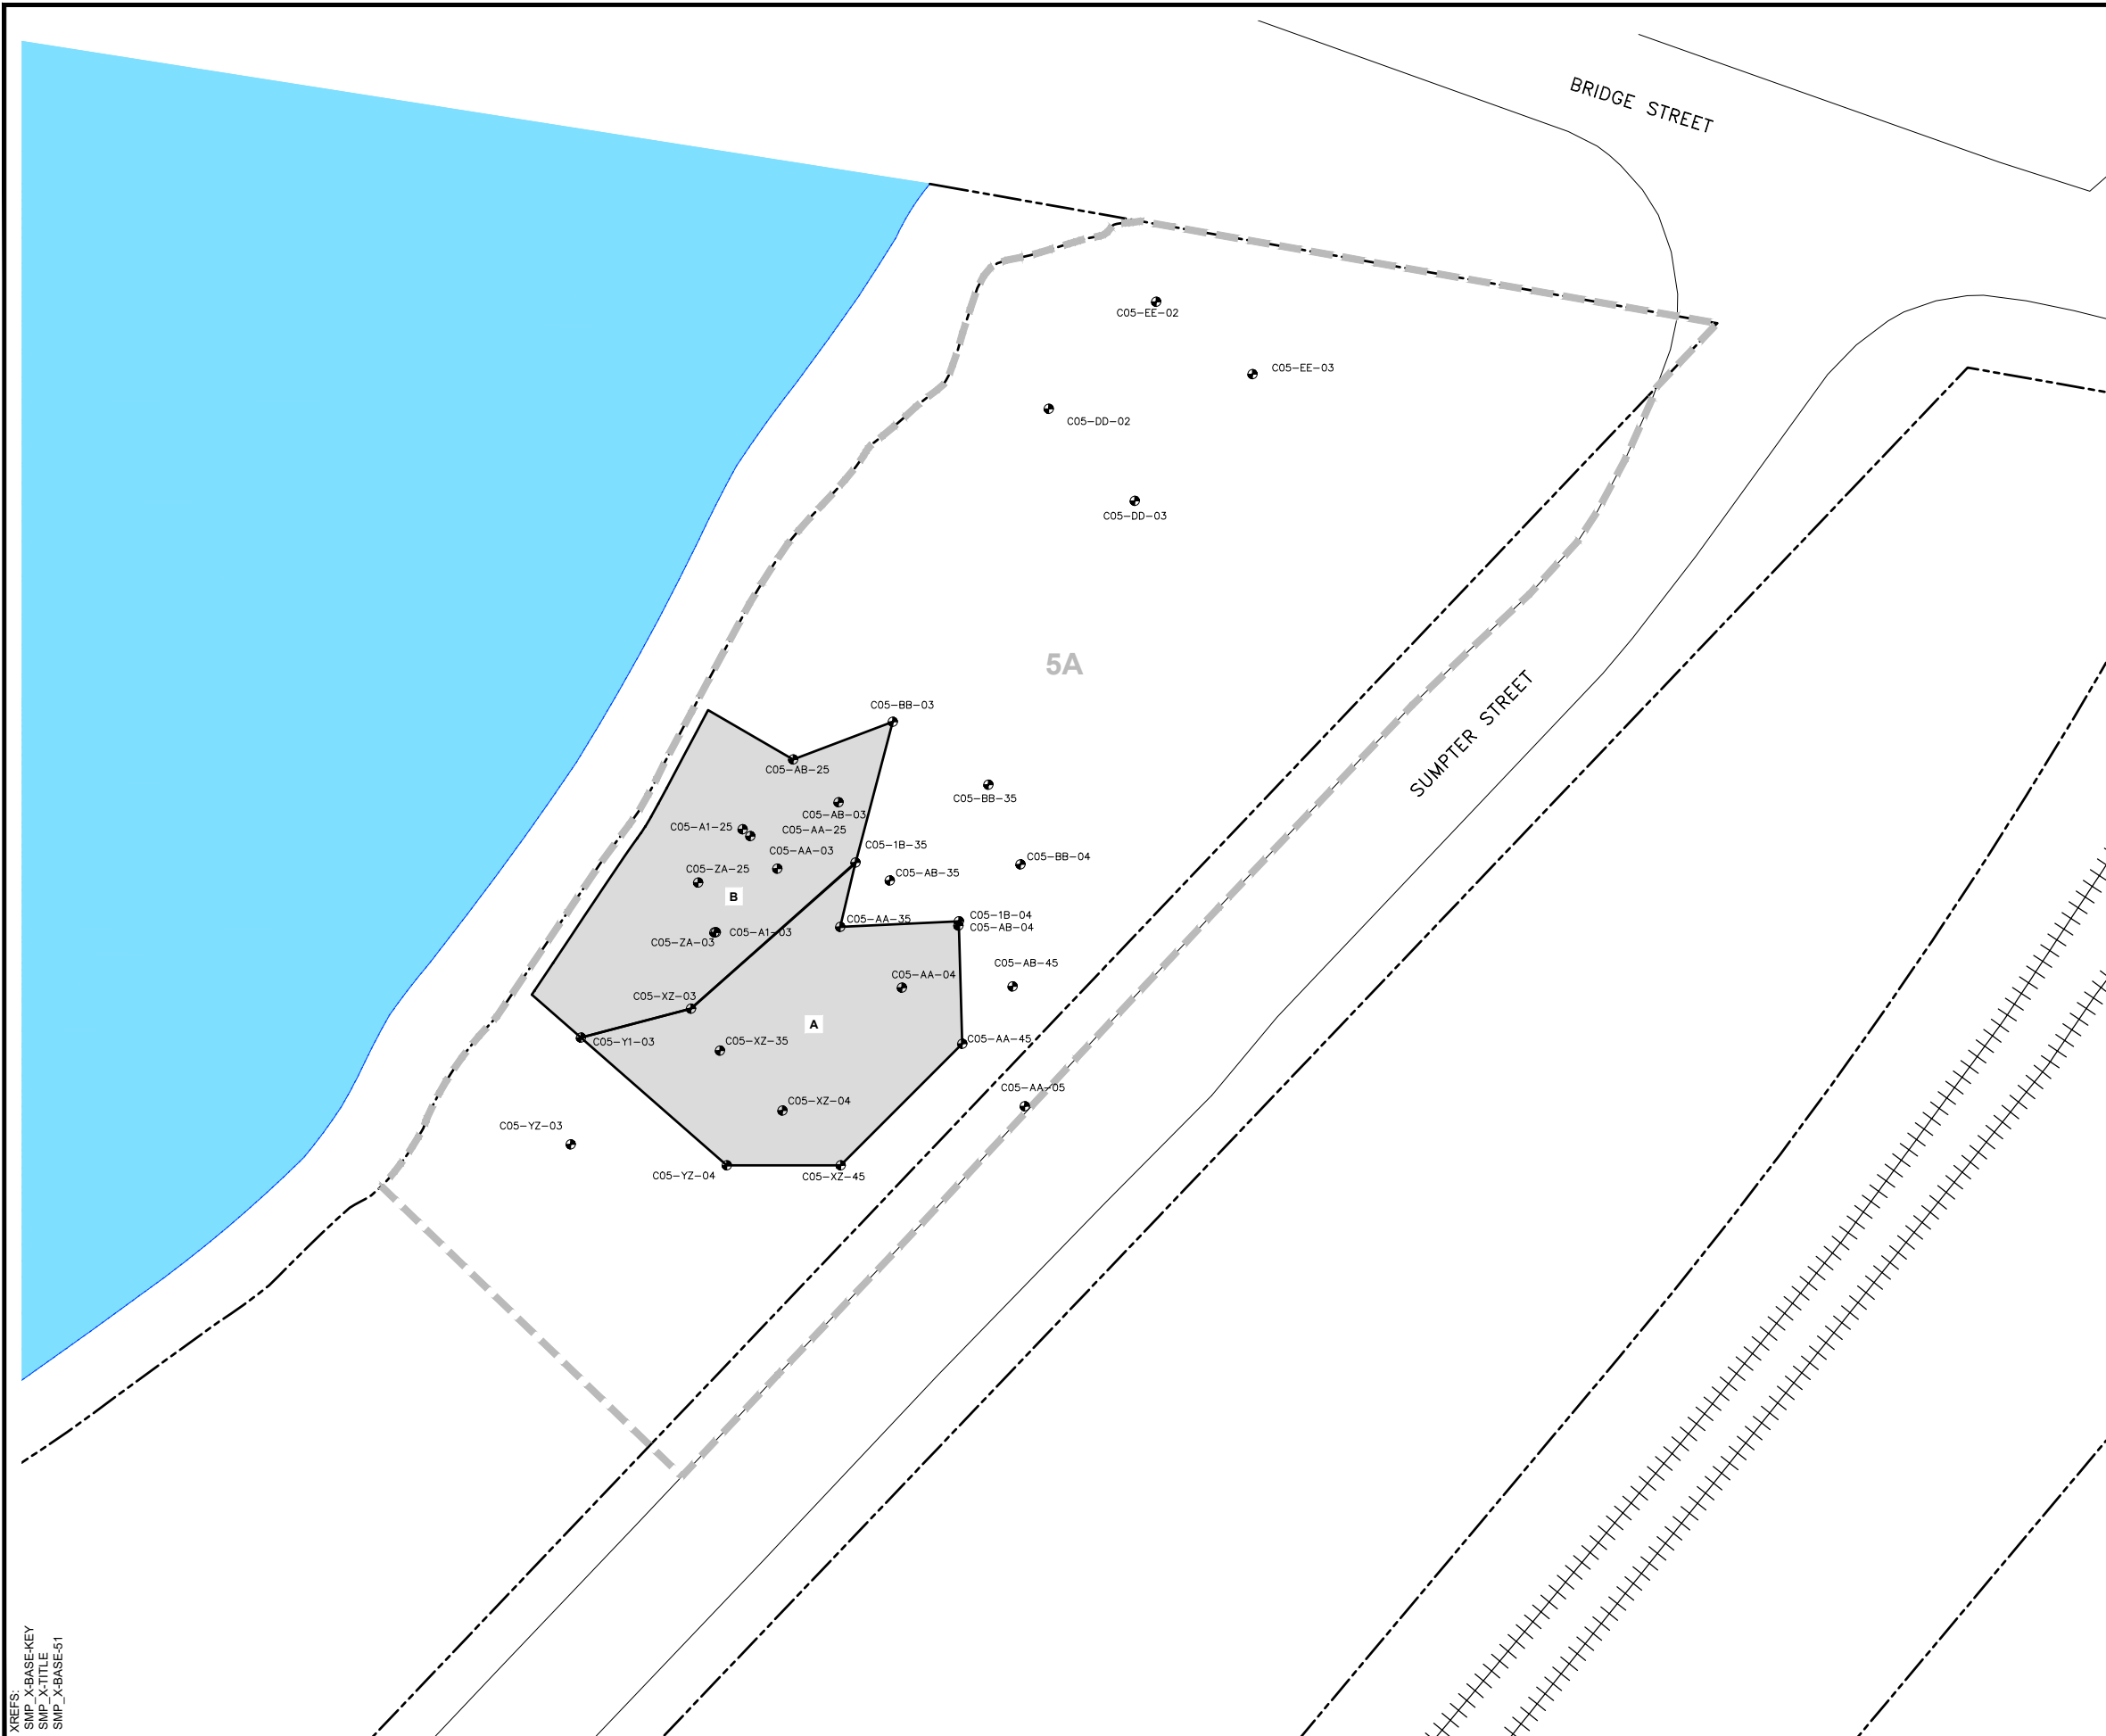 BRIDGE STREET
C05-EE-02
C05-EE-03
C05-DD-02
C05-DD-03
5A
SUMPTER STREET
C05-BB-03
C05-AB-25
C05-BB-35
C05-AB-03
C05-A1-25
C05-AA-25
C05-1B-35
C05-AA-03
C05-BB-04
C05-ZA-25
C05-AB-35
B
C05-AA-35
C05-1B-04
C05-AB-04
C05-A1-03
C05-ZA-03
C05-AB-45
C05-AA-04
C05-XZ-03
A
C05-Y1-03
C05-XZ-35
C05-AA-45
C05-AA-05
C05-XZ-04
C05-YZ-03
C05-YZ-04
C05-XZ-45
XREFS:
SMP_X-BASE-KEY
SMP_X-TITLE
SMP_X-BASE-51